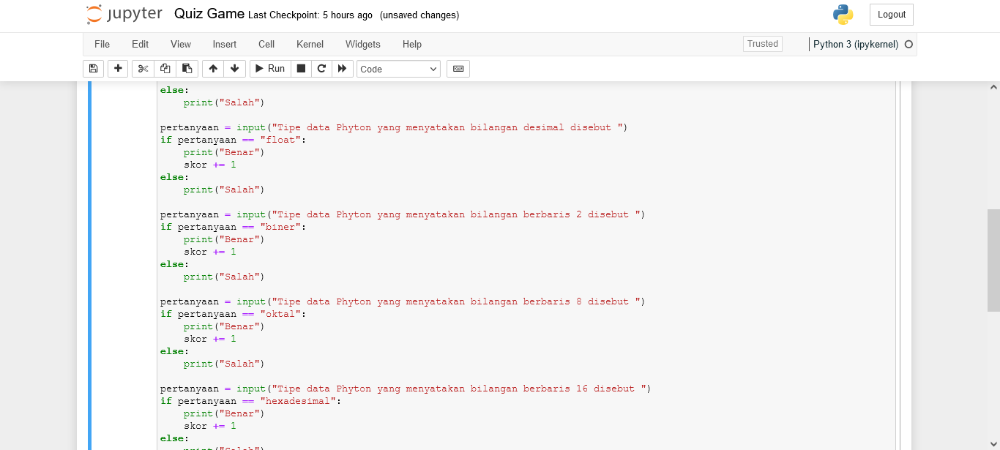 jupyter Quiz Game Last Checkpoint: 5 hours ago (unsaved changes) Logout
File Edit View Insert Cell Kernel Widgets Help Trusted Python 3 (ipykernel)
Run Code
else:
    print("Salah")
pertanyaan = input("Tipe data Phyton yang menyatakan bilangan desimal disebut ")
if pertanyaan == "float":
    print("Benar")
    skor += 1
else:
    print("Salah")
pertanyaan = input("Tipe data Phyton yang menyatakan bilangan berbaris 2 disebut ")
if pertanyaan == "biner":
    print("Benar")
    skor += 1
else:
    print("Salah")
pertanyaan = input("Tipe data Phyton yang menyatakan bilangan berbaris 8 disebut ")
if pertanyaan == "oktal":
    print("Benar")
    skor += 1
else:
    print("Salah")
pertanyaan = input("Tipe data Phyton yang menyatakan bilangan berbaris 16 disebut ")
if pertanyaan == "hexadesimal":
    print("Benar")
    skor += 1
else:
    print("Salah")